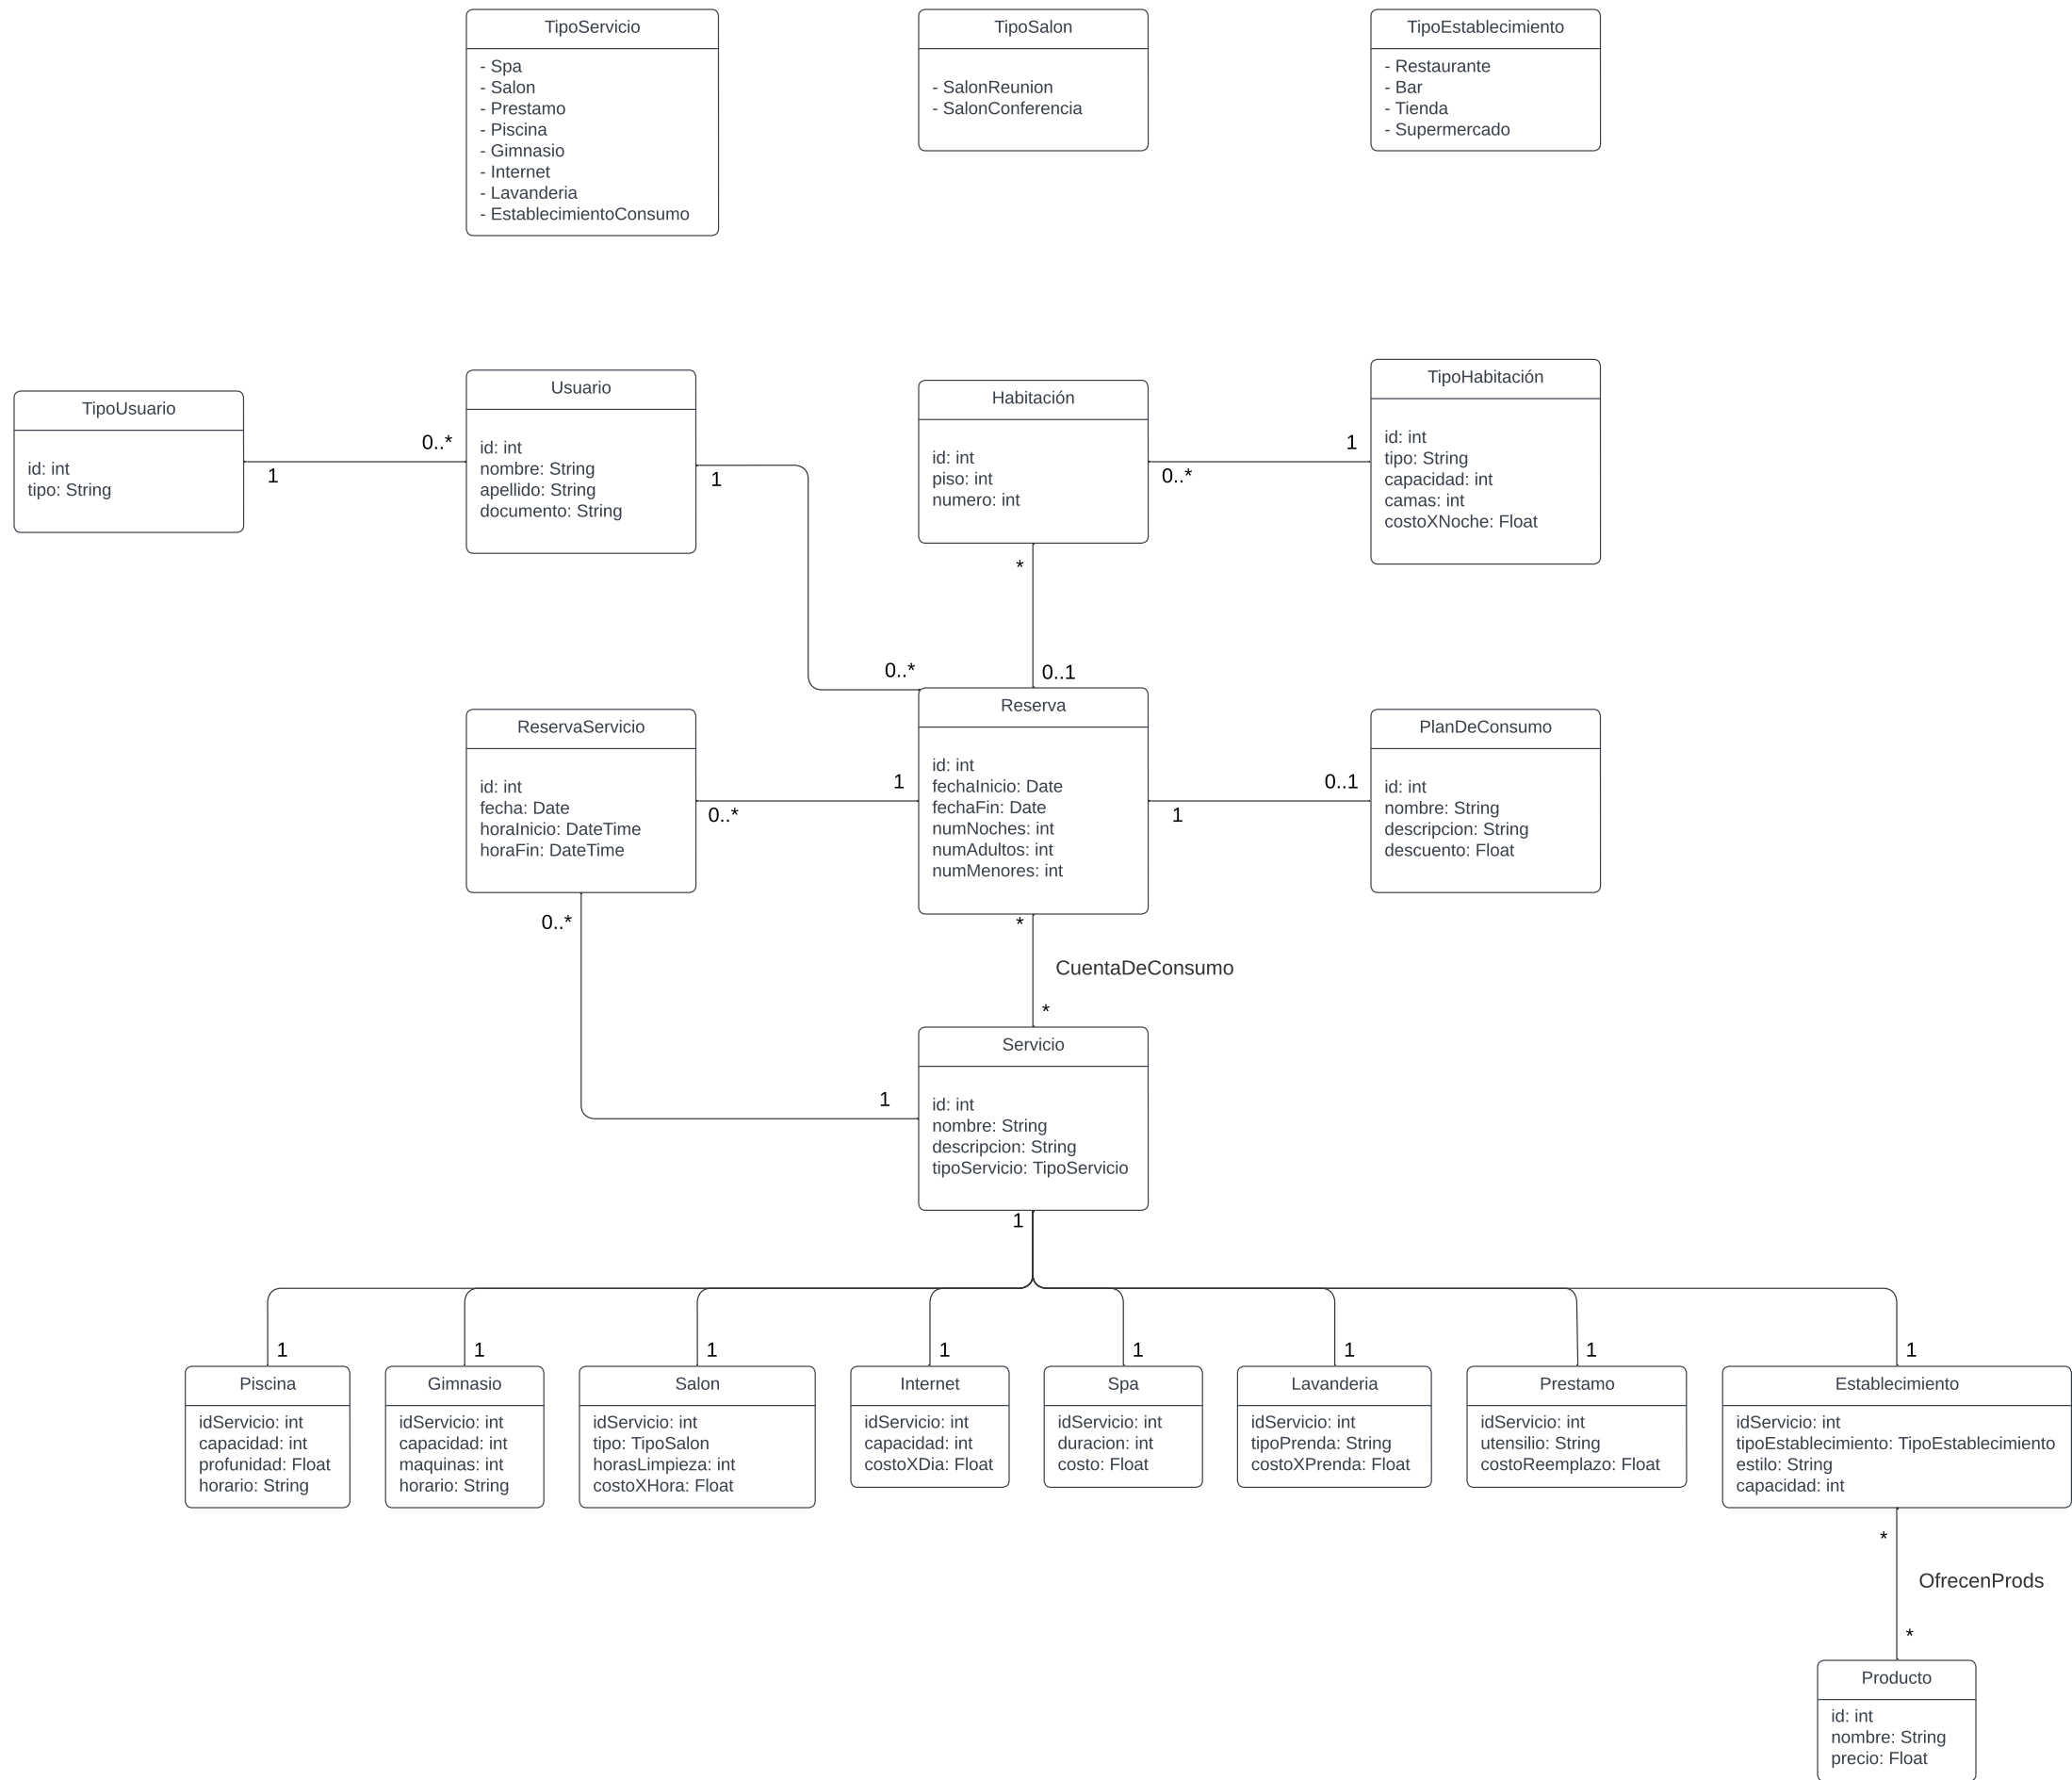 TipoServicio
- Spa
- Salon
- Prestamo
- Piscina
- Gimnasio
- Internet
- Lavanderia
- EstablecimientoConsumo
TipoSalon
- SalonReunion
- SalonConferencia
TipoEstablecimiento
- Restaurante
- Bar
- Tienda
- Supermercado
TipoUsuario
id: int
tipo: String
1
0..*
Usuario
id: int
nombre: String
apellido: String
documento: String
1
0..*
Habitación
id: int
piso: int
numero: int
0..*
1
TipoHabitación
id: int
tipo: String
capacidad: int
camas: int
costoXNoche: Float
*
0..1
ReservaServicio
id: int
fecha: Date
horaInicio: DateTime
horaFin: DateTime
0..*
1
Reserva
id: int
fechaInicio: Date
fechaFin: Date
numNoches: int
numAdultos: int
numMenores: int
1
0..1
PlanDeConsumo
id: int
nombre: String
descripcion: String
descuento: Float
0..*
1
*
CuentaDeConsumo
*
Servicio
id: int
nombre: String
descripcion: String
tipoServicio: TipoServicio
1
1
Piscina
idServicio: int
capacidad: int
profunidad: Float
horario: String
1
Gimnasio
idServicio: int
capacidad: int
maquinas: int
horario: String
1
Salon
idServicio: int
tipo: TipoSalon
horasLimpieza: int
costoXHora: Float
1
Internet
idServicio: int
capacidad: int
costoXDia: Float
1
Spa
idServicio: int
duracion: int
costo: Float
1
Lavanderia
idServicio: int
tipoPrenda: String
costoXPrenda: Float
1
Prestamo
idServicio: int
utensilio: String
costoReemplazo: Float
1
Establecimiento
idServicio: int
tipoEstablecimiento: TipoEstablecimiento
estilo: String
capacidad: int
*
OfrecenProds
*
Producto
id: int
nombre: String
precio: Float